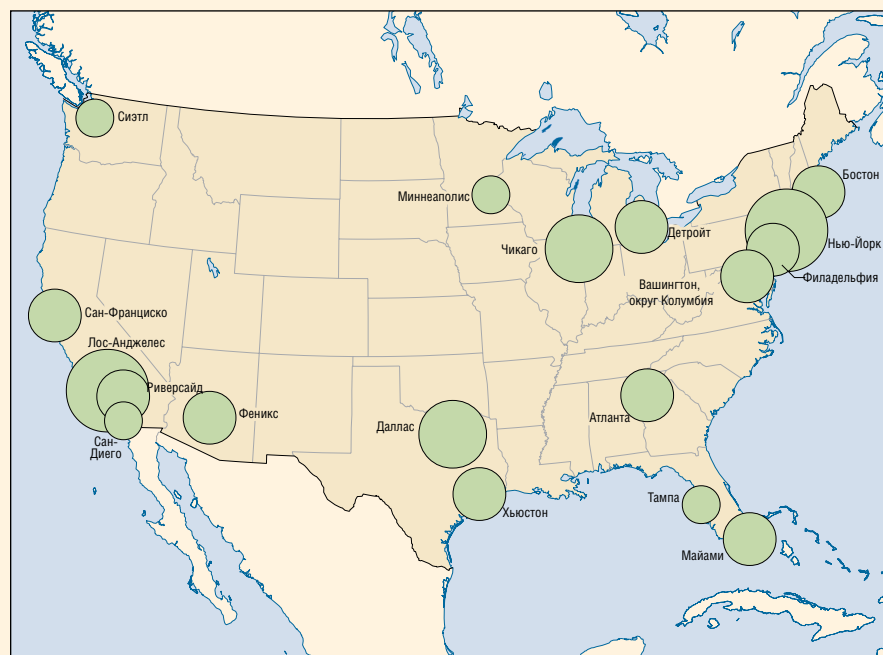 Сиэтл
Миннеаполис
Бостон
Чикаго
Детройт
Нью-Йорк
Филадельфия
Вашингтон,
округ Колумбия
Сан-Франциско
Лос-Анджелес
Риверсайд
Феникс
Сан-
Диего
Даллас
Атланта
Хьюстон
Тампа
Майами